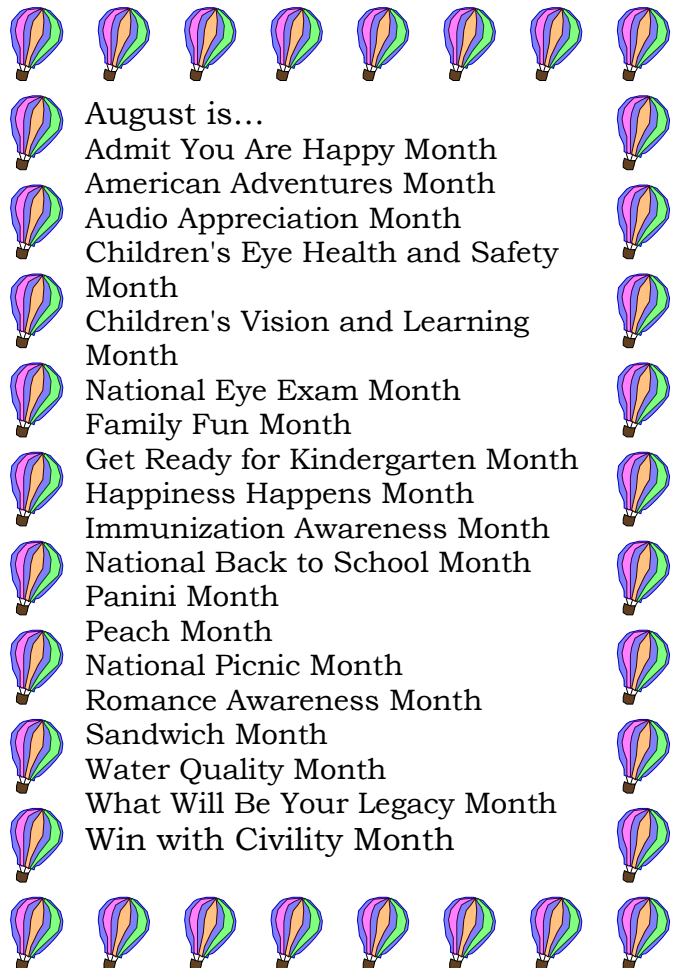 August is...
Admit You Are Happy Month
American Adventures Month
Audio Appreciation Month
Children's Eye Health and Safety
Month
Children's Vision and Learning
Month
National Eye Exam Month
Family Fun Month
Get Ready for Kindergarten Month
Happiness Happens Month
Immunization Awareness Month
National Back to School Month
Panini Month
Peach Month
National Picnic Month
Romance Awareness Month
Sandwich Month
Water Quality Month
What Will Be Your Legacy Month
Win with Civility Month